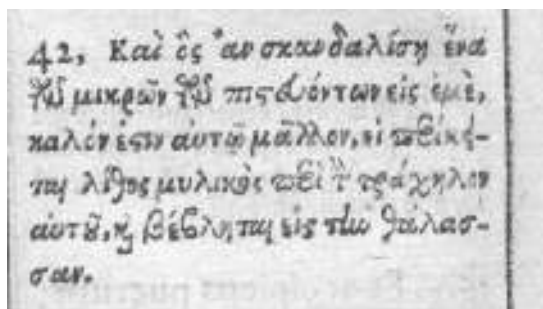 42, Καὶ ὃς ἂν σκανδαλίσῃ ἕνα
τῶν μικρῶν τῶν πιστευόντων εἰς ἐμὲ,
καλόν ἐστιν αὐτῷ μᾶλλον, εἰ περίκει-
ται λίθος μυλικὸς περὶ τὸν τράχηλον
αὐτοῦ, καὶ βέβληται εἰς τὴν θάλασ-
σαν.